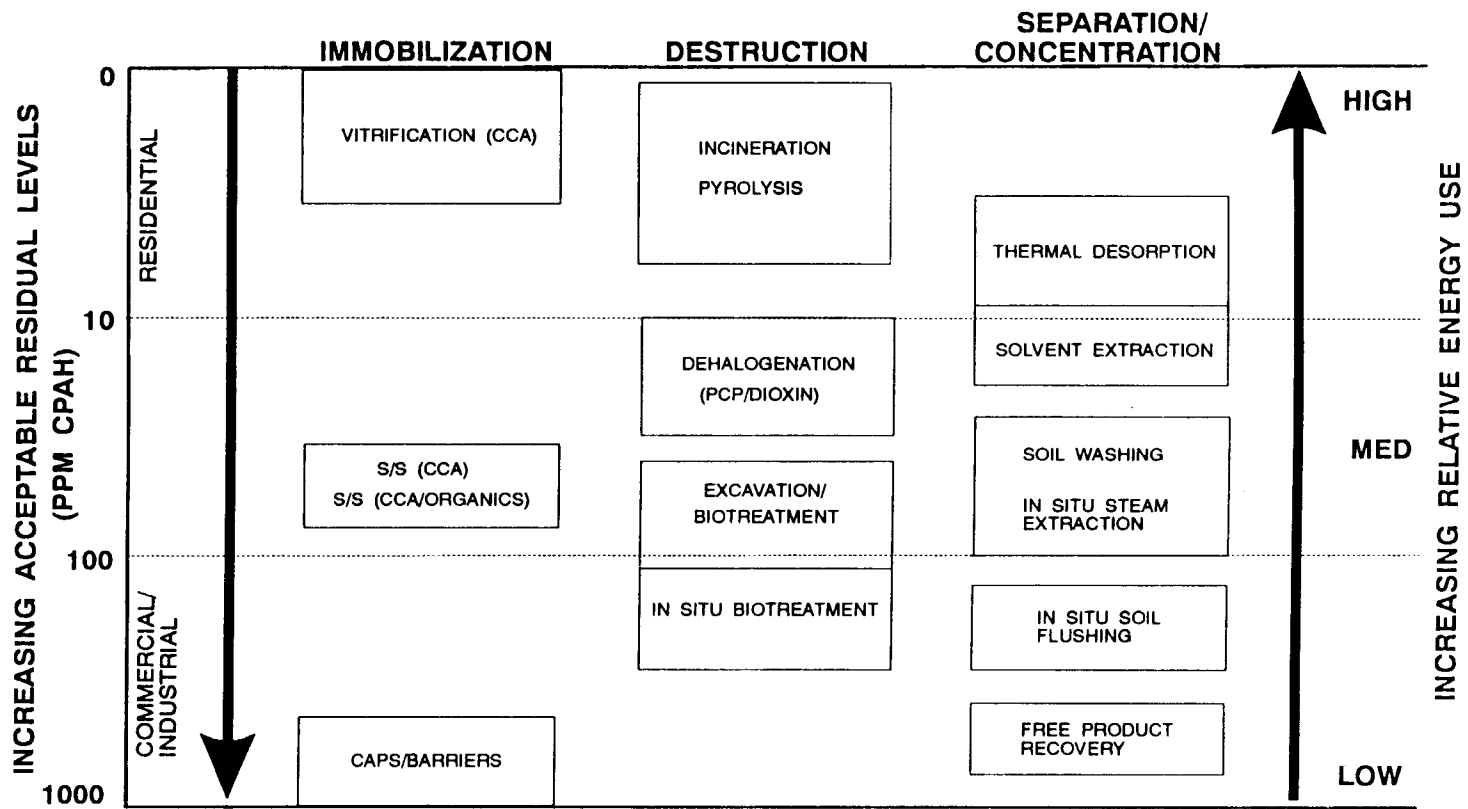 INCREASING ACCEPTABLE RESIDUAL LEVELS
(PPM CPAH)
IMMOBILIZATION
DESTRUCTION
SEPARATION/
CONCENTRATION
0
10
100
1000
RESIDENTIAL
COMMERCIAL/
INDUSTRIAL
VITRIFICATION (CCA)
S/S (CCA)
S/S (CCA/ORGANICS)
CAPS/BARRIERS
INCINERATION
PYROLYSIS
DEHALOGENATION
(PCP/DIOXIN)
EXCAVATION/
BIOTREATMENT
IN SITU BIOTREATMENT
THERMAL DESORPTION
SOLVENT EXTRACTION
SOIL WASHING
IN SITU STEAM
EXTRACTION
IN SITU SOIL
FLUSHING
FREE PRODUCT
RECOVERY
HIGH
MED
LOW
INCREASING RELATIVE ENERGY USE